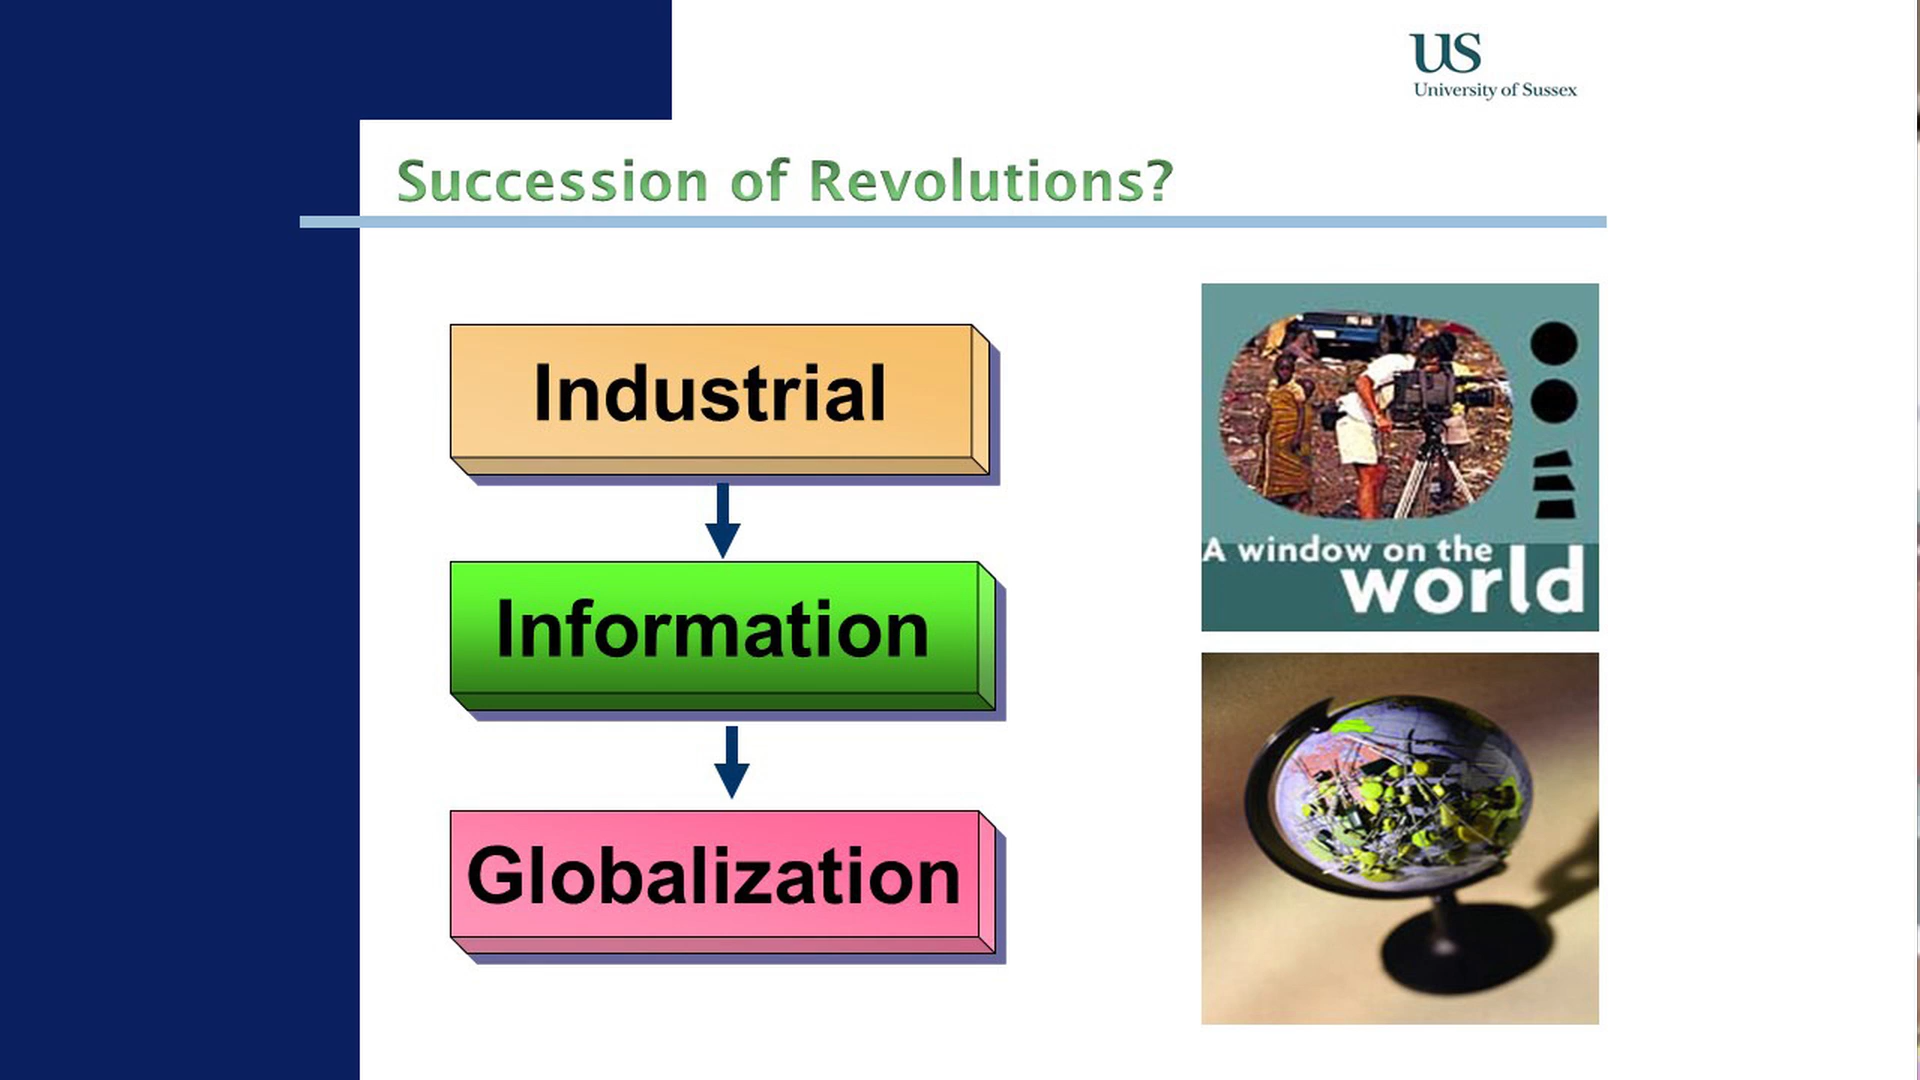 US
University of Sussex
Succession of Revolutions?
Industrial
Information
Globalization
A window on the
world